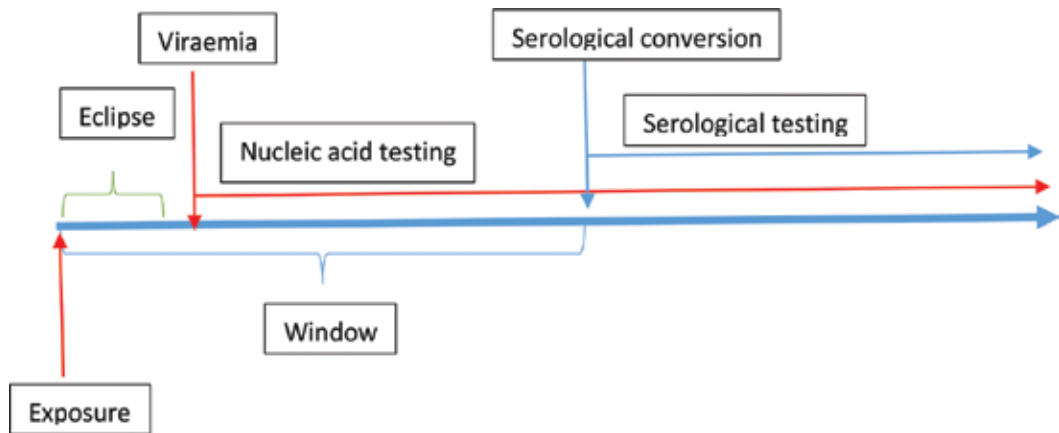 Viraemia
Serological conversion
Eclipse
Nucleic acid testing
Serological testing
Window
Exposure